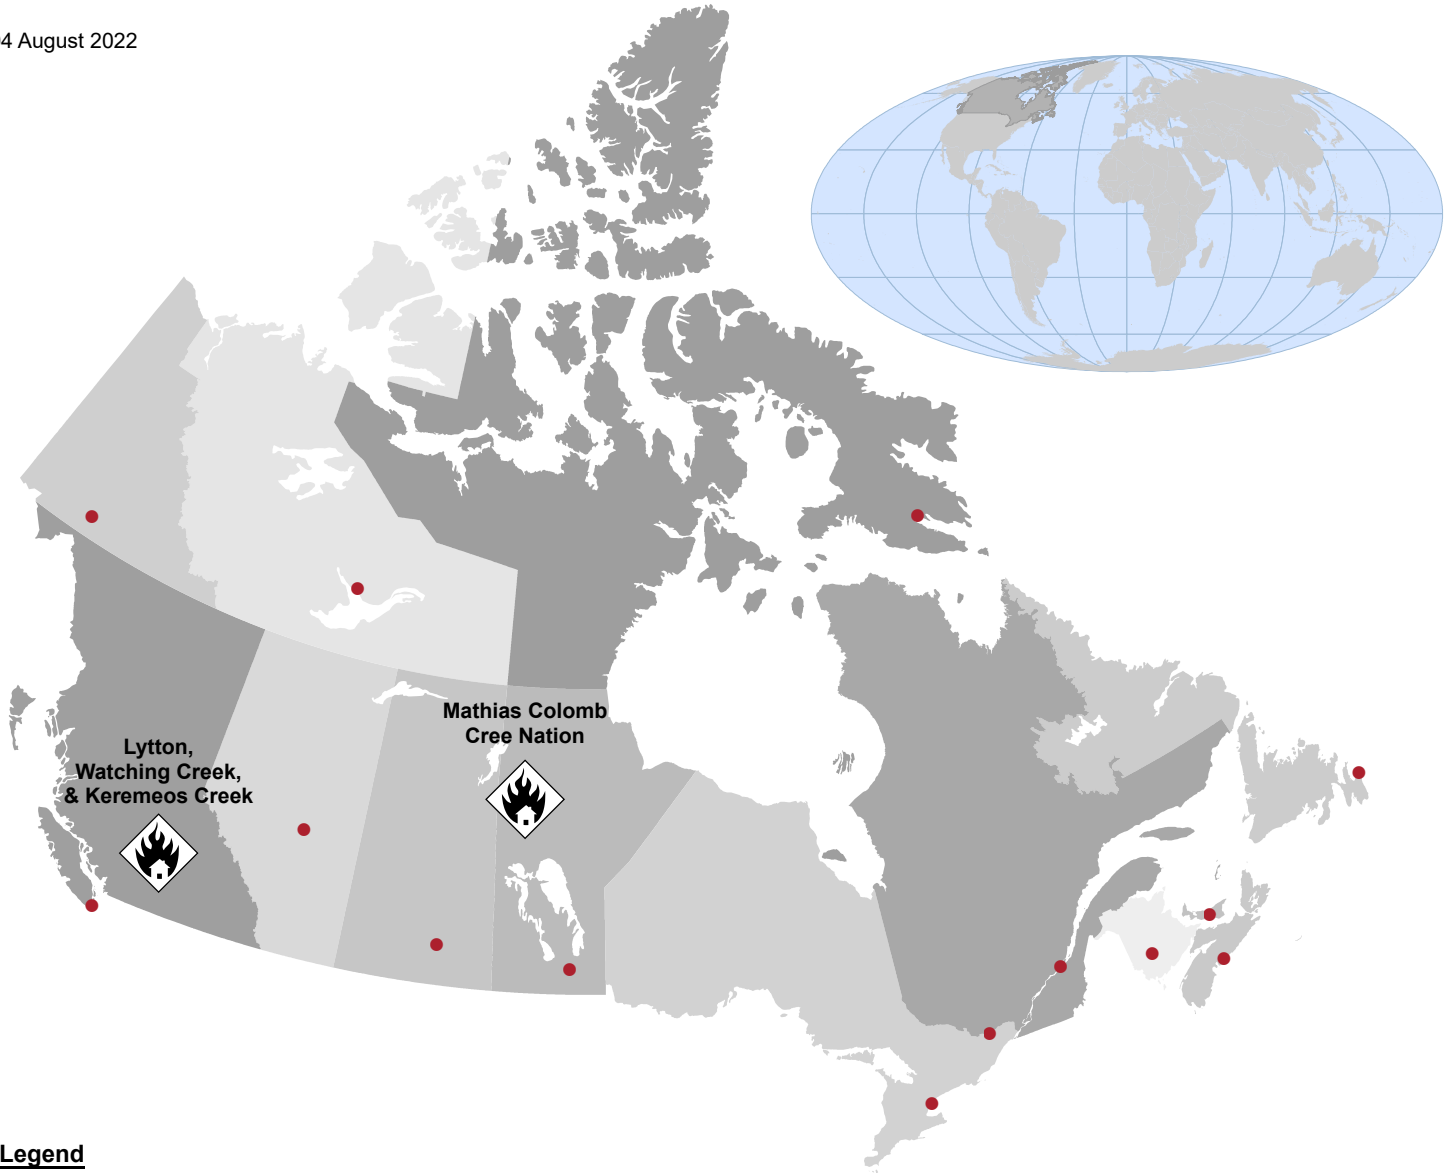 4 August 2022
Mathias Colomb
Cree Nation
Lytton,
Watching Creek,
& Keremeos Creek
Legend